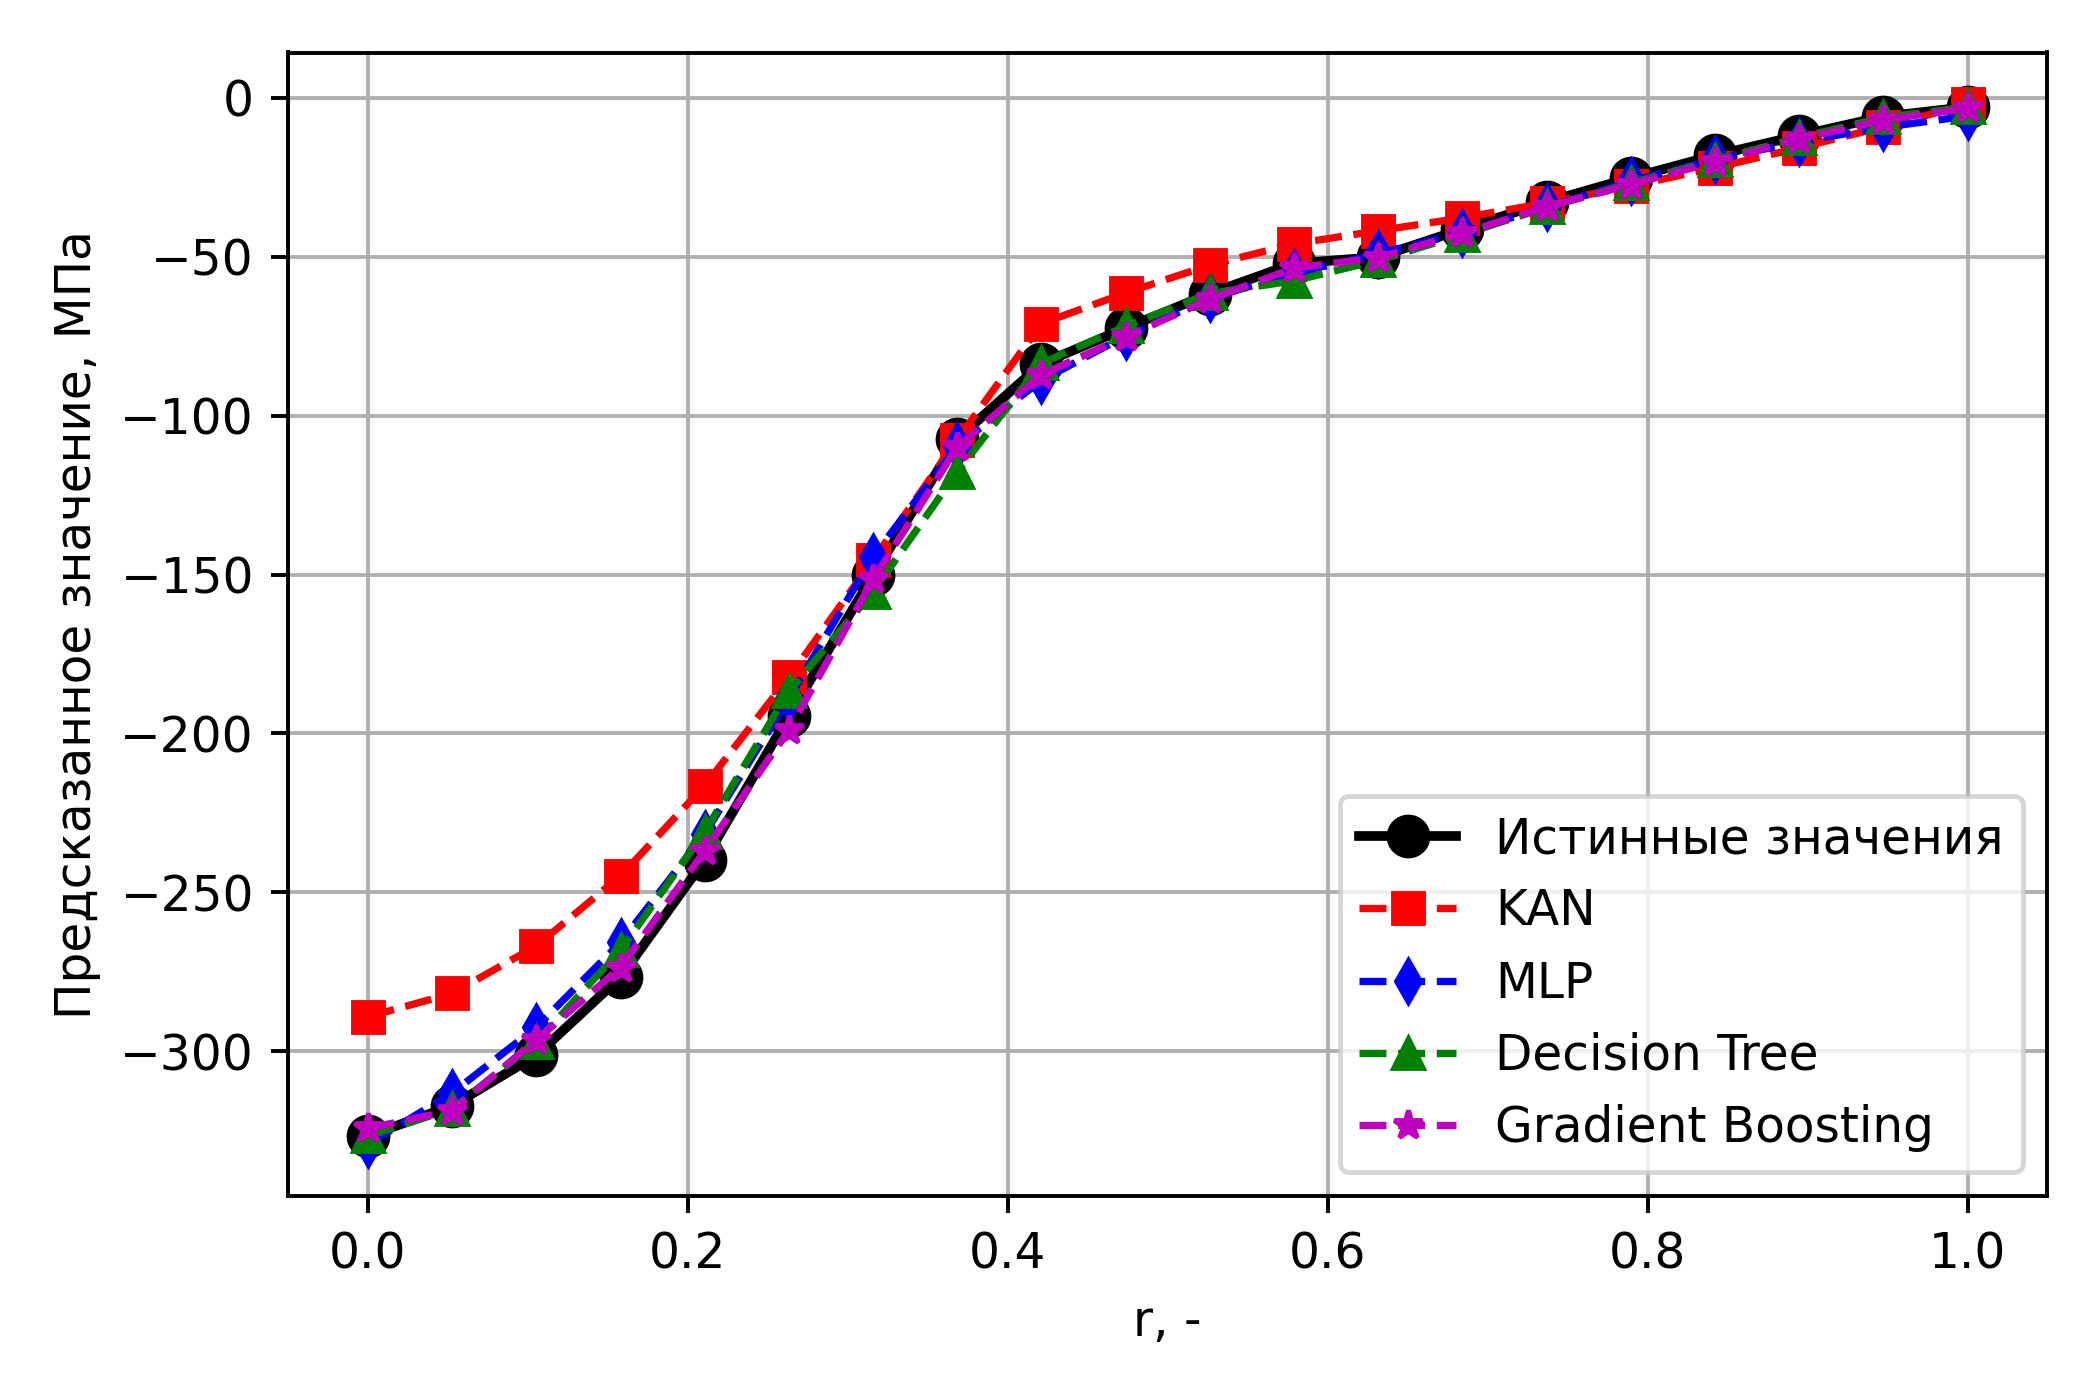 Предсказанное значение, МПа
0
−50
−100
−150
−200
−250
−300
Истинные значения
KAN
MLP
Decision Tree
Gradient Boosting
0.0 0.2 0.4 0.6 0.8 1.0
r, -